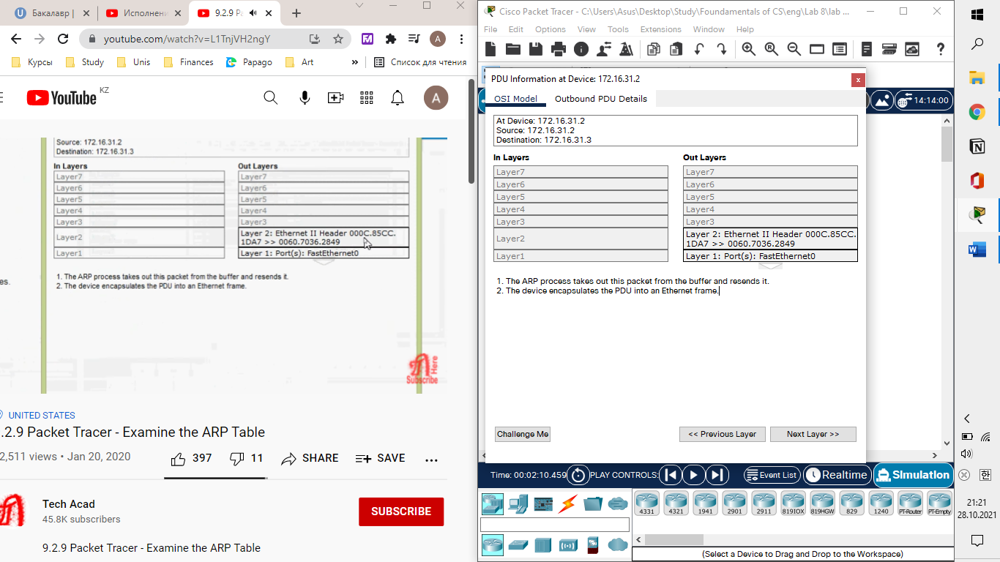 Бакалавр |
Исполнени
9.2.9 P
youtube.com/watch?v=L1TnjVH2ngY
A
Курсы
Study
Unis
Finances
Papago
Art
»
Список для чтения
YouTube
KZ
A
Source: 172.16.31.2
Destination: 172.16.31.3
In Layers
Out Layers
Layer7
Layer7
Layer6
Layer6
Layer5
Layer5
Layer4
Layer4
Layer3
Layer3
Layer2
Layer 2: Ethernet II Header 000C.85CC.
1DA7 >> 0060.7036.2849
Layer1
Layer 1: Port(s): FastEthernet0
es.
1. The ARP process takes out this packet from the buffer and resends it.
2. The device encapsulates the PDU into an Ethernet frame.
Subscribe
Here
UNITED STATES
.2.9 Packet Tracer - Examine the ARP Table
2,511 views • Jan 20, 2020
397
11
SHARE
SAVE
Tech Acad
45.8K subscribers
SUBSCRIBE
9.2.9 Packet Tracer - Examine the ARP Table
Cisco Packet Tracer - C:\Users\Asus\Desktop\Study\Foundamentals of CS\eng\Lab 8\lab ...
File Edit Options View Tools Extensions Window Help
PDU Information at Device: 172.16.31.2
x
OSI Model
Outbound PDU Details
14:14:00
At Device: 172.16.31.2
Source: 172.16.31.2
Destination: 172.16.31.3
In Layers
Out Layers
Layer7
Layer7
Layer6
Layer6
Layer5
Layer5
Layer4
Layer4
Layer3
Layer3
Layer2
Layer 2: Ethernet II Header 000C.85CC.
1DA7 >> 0060.7036.2849
Layer1
Layer 1: Port(s): FastEthernet0
1. The ARP process takes out this packet from the buffer and resends it.
2. The device encapsulates the PDU into an Ethernet frame.
Challenge Me
<< Previous Layer
Next Layer >>
Time: 00:02:10.459
PLAY CONTROLS:
Event List
Realtime
Simulation
4331
4321
1941
2901
2911
819IOX
819HGW
829
1240
PT-Router
PT-Empty
(Select a Device to Drag and Drop to the Workspace)
한
21:21
28.10.2021